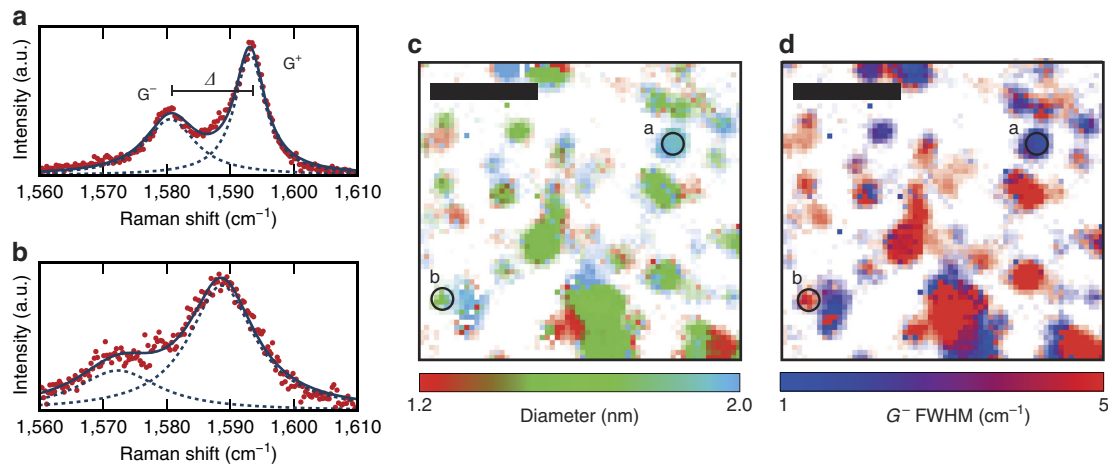 a
Intensity (a.u.)
G⁻
Δ
G⁺
1,560 1,570 1,580 1,590 1,600 1,610
Raman shift (cm⁻¹)
b
Intensity (a.u.)
1,560 1,570 1,580 1,590 1,600 1,610
Raman shift (cm⁻¹)
c
a
b
1.2 2.0
Diameter (nm)
d
a
b
1 5
G⁻ FWHM (cm⁻¹)